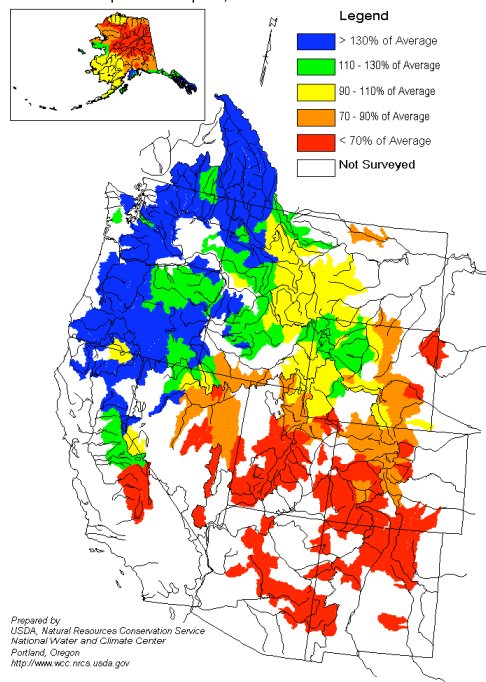 Legend
> 130% of Average
110 - 130% of Average
90 - 110% of Average
70 - 90% of Average
< 70% of Average
Not Surveyed
Prepared by
USDA, Natural Resources Conservation Service
National Water and Climate Center
Portland, Oregon
http://www.wcc.nrcs.usda.gov